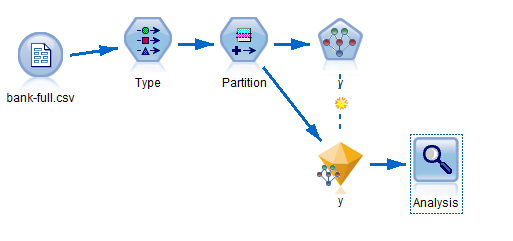 y
bank-full.csv
Type
Partition
y
Analysis